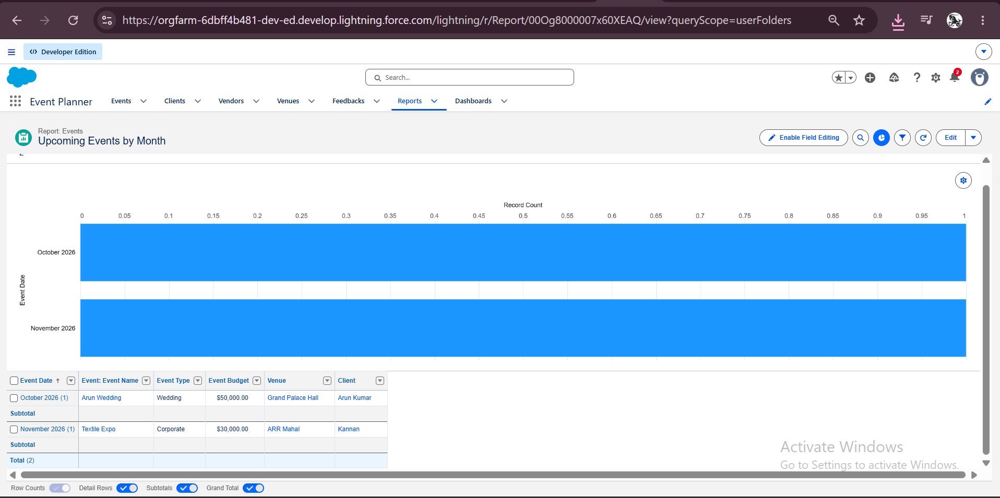 https://orgfarm-6dbff4b481-dev-ed.develop.lightning.force.com/lightning/r/Report/00Og8000007x60XEAQ/view?queryScope=userFolders
Developer Edition
Search...
2
Event Planner Events Clients Vendors Venues Feedbacks Reports Dashboards
Report: Events
Upcoming Events by Month
Enable Field Editing Edit
Record Count
0 0.05 0.1 0.15 0.2 0.25 0.3 0.35 0.4 0.45 0.5 0.55 0.6 0.65 0.7 0.75 0.8 0.85 0.9 0.95 1
October 2026
Event Date
November 2026
Event Date ↑ Event: Event Name Event Type Event Budget Venue Client
October 2026 (1) Arun Wedding Wedding $50,000.00 Grand Palace Hall Arun Kumar
Subtotal
November 2026 (1) Textile Expo Corporate $30,000.00 ARR Mahal Kannan
Subtotal
Total (2)
Activate Windows
Go to Settings to activate Windows.
Row Counts Detail Rows Subtotals Grand Total